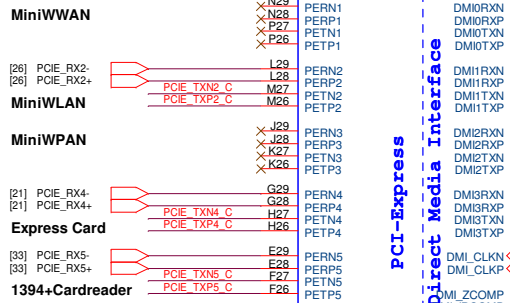 N29 PERN1 DMI0RXN
MiniWWAN N28 PERP1 DMI0RXP
P27 PETN1 DMI0TXN
P26 PETP1 DMI0TXP
[26] PCIE_RX2- L29 PERN2 DMI1RXN
[26] PCIE_RX2+ L28 PERP2 DMI1RXP
PCIE_TXN2_C M27 PETN2 DMI1TXN
MiniWLAN PCIE_TXP2_C M26 PETP2 DMI1TXP
J29 PERN3 DMI2RXN
MiniWPAN J28 PERP3 DMI2RXP
K27 PETN3 DMI2TXN
K26 PETP3 DMI2TXP
[21] PCIE_RX4- G29 PERN4 DMI3RXN
[21] PCIE_RX4+ G28 PERP4 DMI3RXP
PCIE_TXN4_C H27 PETN4 DMI3TXN
Express Card PCIE_TXP4_C H26 PETP4 DMI3TXP
[33] PCIE_RX5- E29 PERN5 DMI_CLKN
[33] PCIE_RX5+ E28 PERP5 DMI_CLKP
PCIE_TXN5_C F27 PETN5
1394+Cardreader PCIE_TXP5_C F26 PETP5 DMI_ZCOMP
PCI-Express
Direct Media Interface